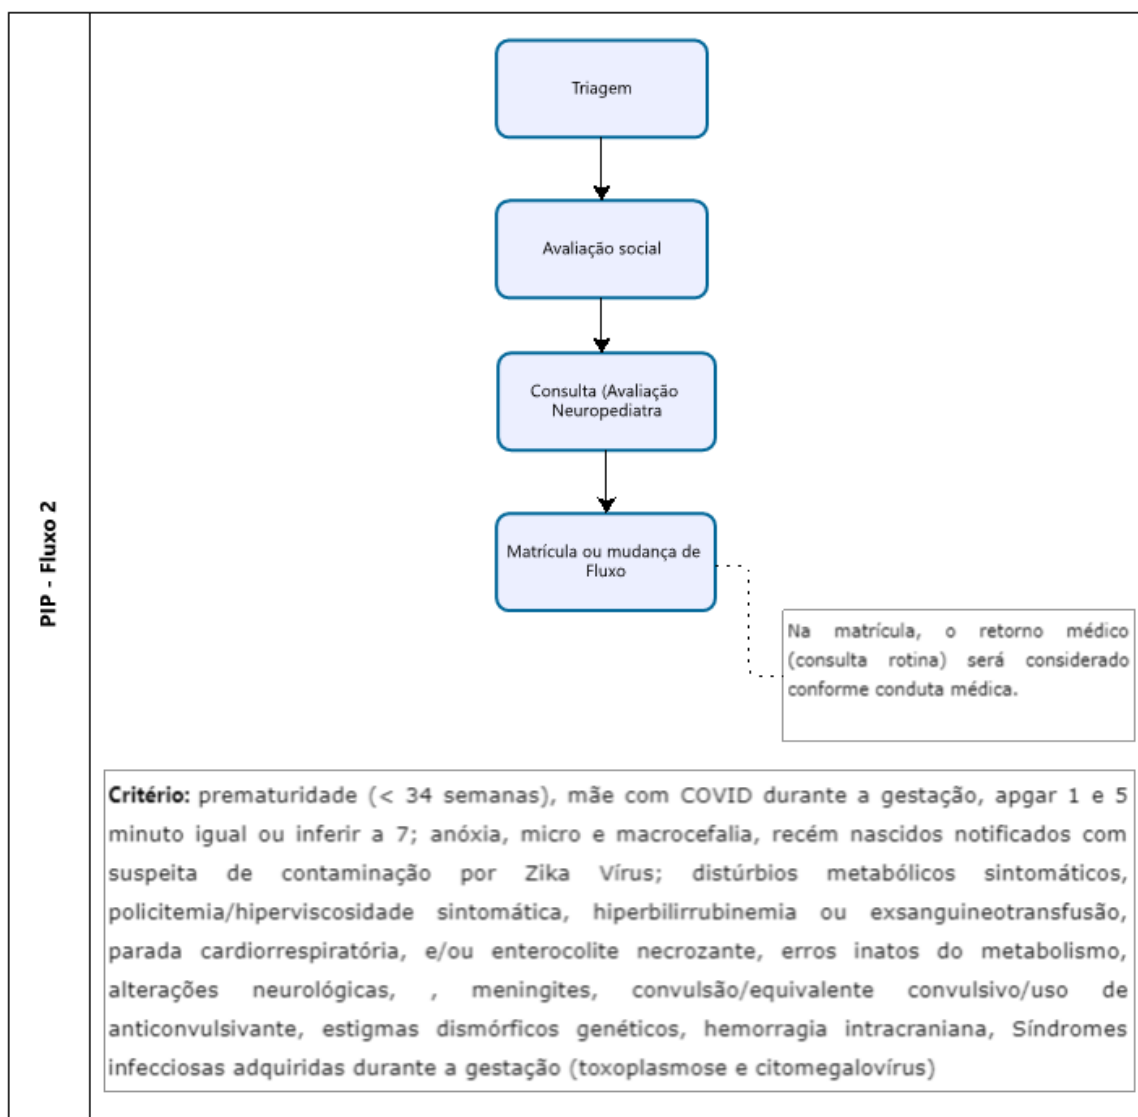 PIP - Fluxo 2
Triagem
Avaliação social
Consulta (Avaliação
Neuropediatra
Matrícula ou mudança de
Fluxo
Na matrícula, o retorno médico
(consulta rotina) será considerado
conforme conduta médica.
Critério: prematuridade (< 34 semanas), mãe com COVID durante a gestação, apgar 1 e 5
minuto igual ou inferir a 7; anóxia, micro e macrocefalia, recém nascidos notificados com
suspeita de contaminação por Zika Vírus; distúrbios metabólicos sintomáticos,
policitemia/hiperviscosidade sintomática, hiperbilirrubinemia ou exsanguineotransfusão,
parada cardiorrespiratória, e/ou enterocolite necrozante, erros inatos do metabolismo,
alterações neurológicas, , meningites, convulsão/equivalente convulsivo/uso de
anticonvulsivante, estigmas dismórficos genéticos, hemorragia intracraniana, Síndromes
infecciosas adquiridas durante a gestação (toxoplasmose e citomegalovírus)